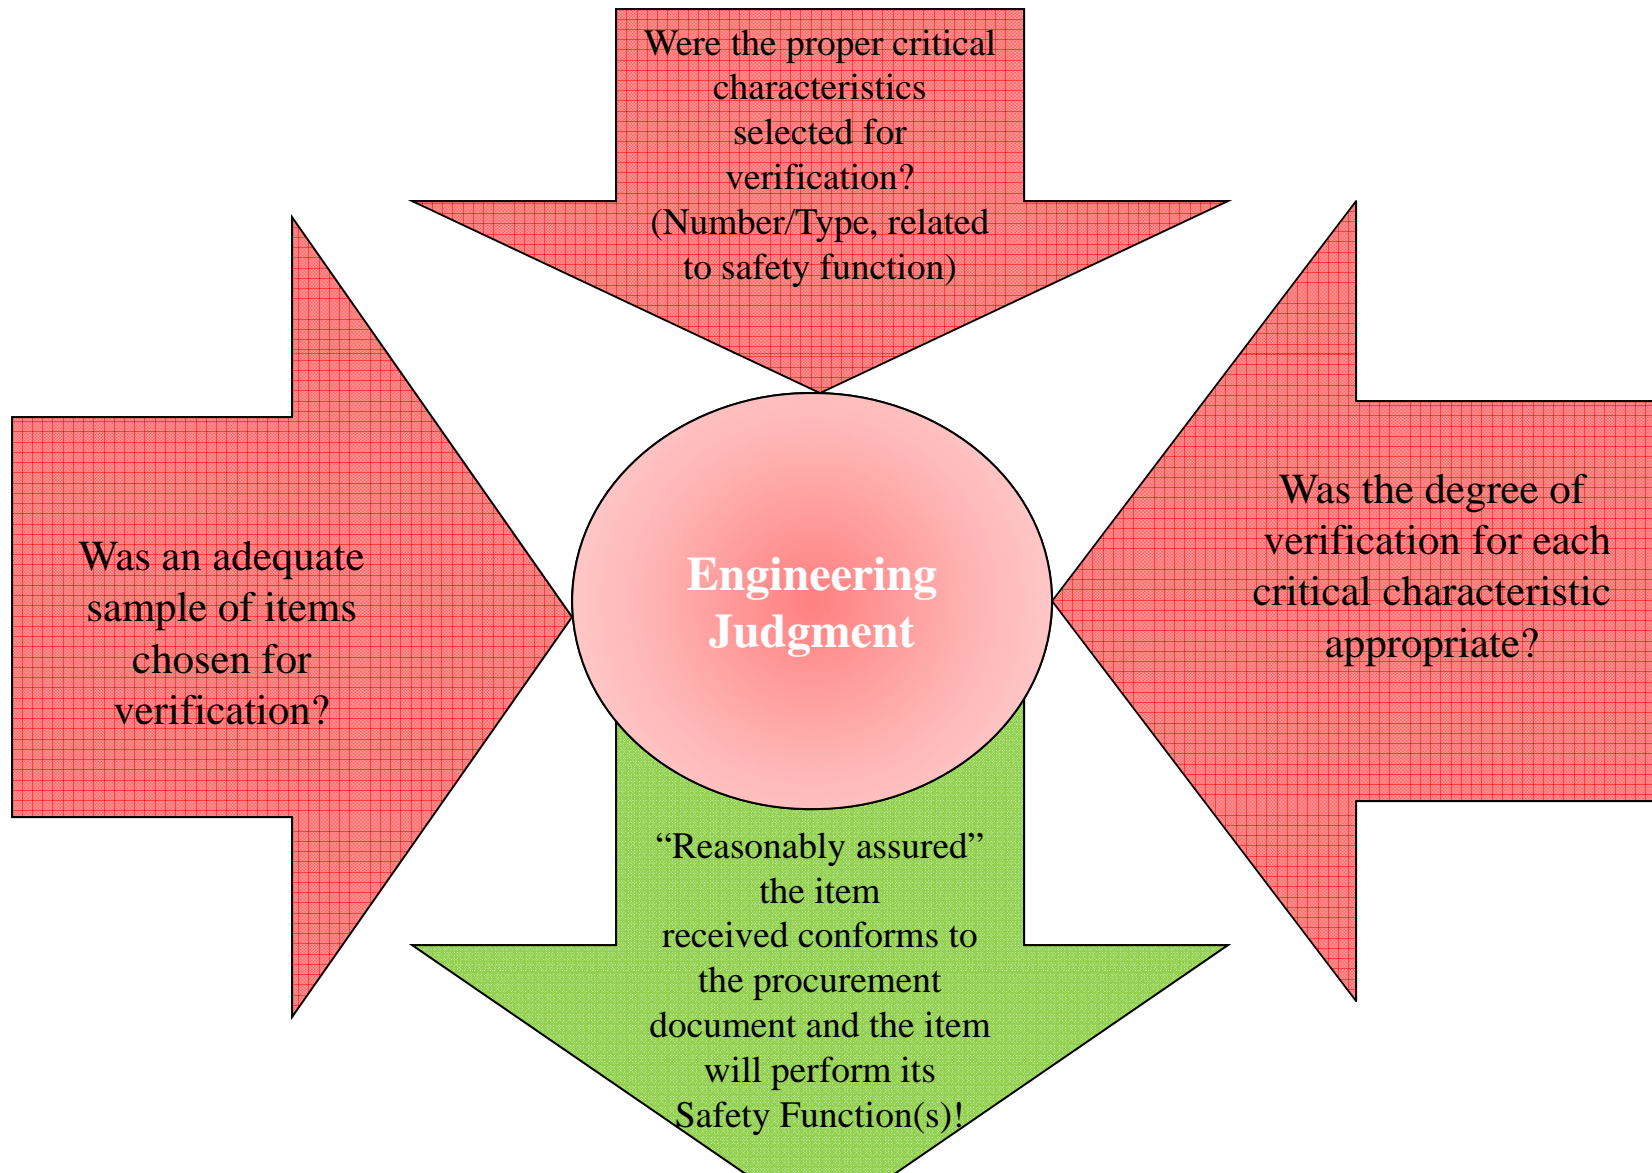 Were the proper critical
characteristics
selected for
verification?
(Number/Type, related
to safety function)
Was an adequate
sample of items
chosen for
verification?
Engineering
Judgment
Was the degree of
verification for each
critical characteristic
appropriate?
“Reasonably assured”
the item
received conforms to
the procurement
document and the item
will perform its
Safety Function(s)!